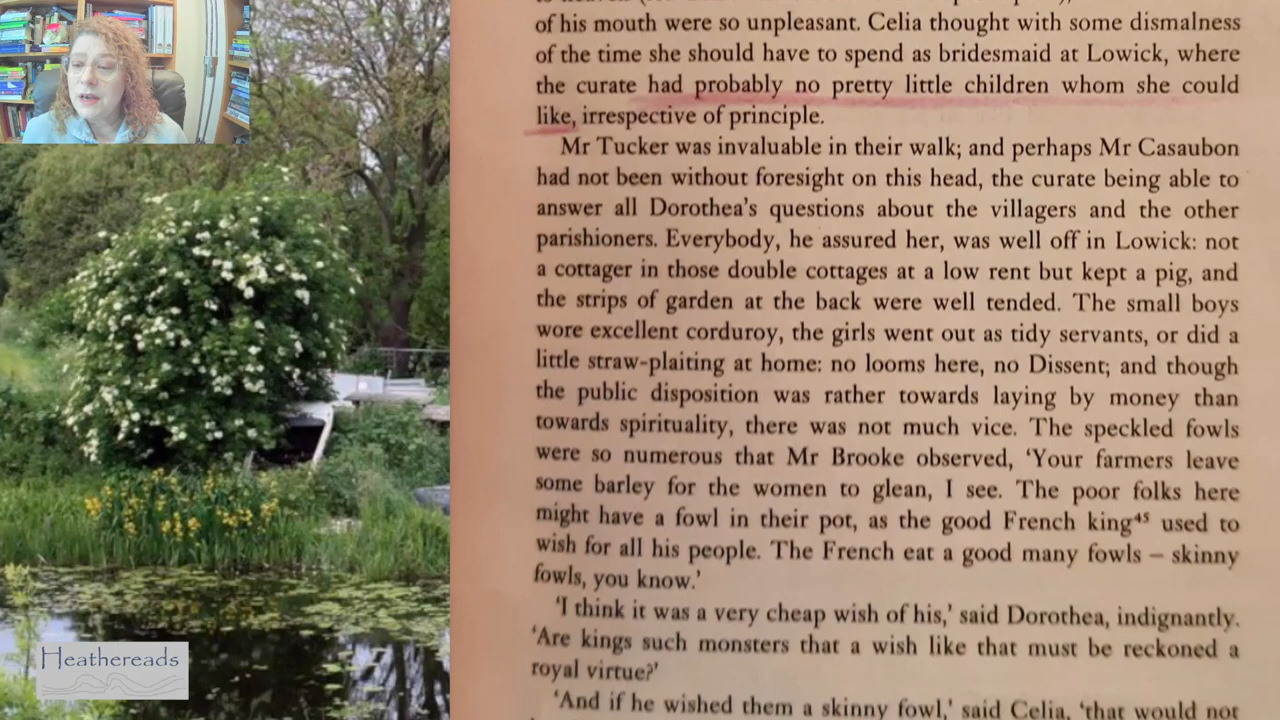 of his mouth were so unpleasant. Celia thought with some dismalness
of the time she should have to spend as bridesmaid at Lowick, where
the curate had probably no pretty little children whom she could
like, irrespective of principle.
Mr Tucker was invaluable in their walk; and perhaps Mr Casaubon
had not been without foresight on this head, the curate being able to
answer all Dorothea's questions about the villagers and the other
parishioners. Everybody, he assured her, was well off in Lowick: not
a cottager in those double cottages at a low rent but kept a pig, and
the strips of garden at the back were well tended. The small boys
wore excellent corduroy, the girls went out as tidy servants, or did a
little straw-plaiting at home: no looms here, no Dissent; and though
the public disposition was rather towards laying by money than
towards spirituality, there was not much vice. The speckled fowls
were so numerous that Mr Brooke observed, ‘Your farmers leave
some barley for the women to glean, I see. The poor folks here
might have a fowl in their pot, as the good French king⁴⁵ used to
wish for all his people. The French eat a good many fowls – skinny
fowls, you know.’
‘I think it was a very cheap wish of his,’ said Dorothea, indignantly.
‘Are kings such monsters that a wish like that must be reckoned a
royal virtue?’
‘And if he wished them a skinny fowl,’ said Celia, ‘that would not
Heathereads